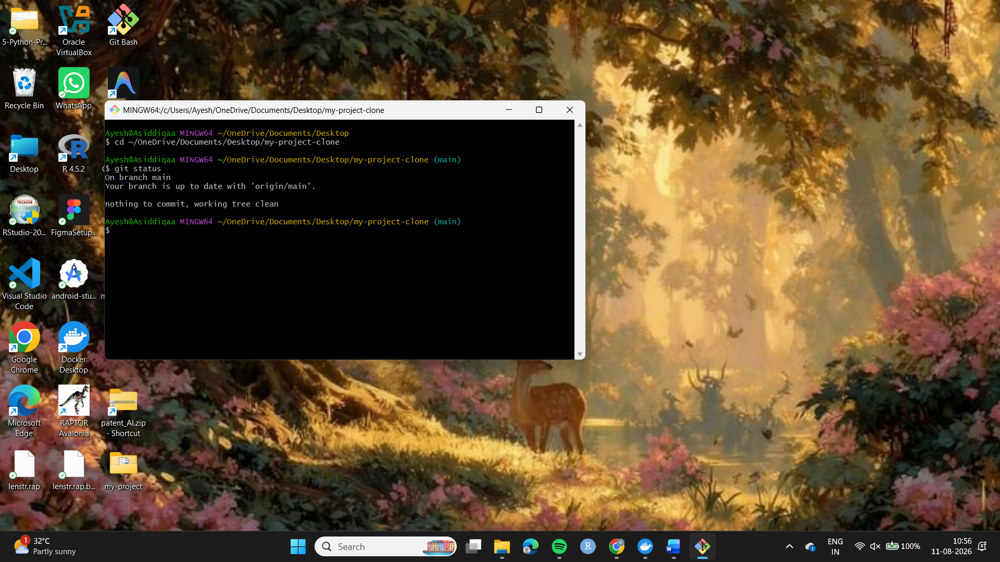 5-Python-Pr...
Oracle
VirtualBox
Git Bash
Recycle Bin
WhatsApp
Desktop
R 4.5.2
NSIS
RStudio-20...
FigmaSetup...
Visual Studio
Code
android-stu...
Google
Chrome
Docker
Desktop
Microsoft
Edge
RAPTOR
Avalonia
patent_AI.zip
- Shortcut
lenstr.rap
lenstr.rap.b...
my-project
MINGW64:/c/Users/Ayesh/OneDrive/Documents/Desktop/my-project-clone
Ayesh@Asiddiqaa MINGW64 ~/OneDrive/Documents/Desktop
$ cd ~/OneDrive/Documents/Desktop/my-project-clone
Ayesh@Asiddiqaa MINGW64 ~/OneDrive/Documents/Desktop/my-project-clone (main)
$ git status
On branch main
Your branch is up to date with 'origin/main'.
nothing to commit, working tree clean
Ayesh@Asiddiqaa MINGW64 ~/OneDrive/Documents/Desktop/my-project-clone (main)
$
1
32°C
Partly sunny
Search
ENG
IN
100%
10:56
11-08-2026